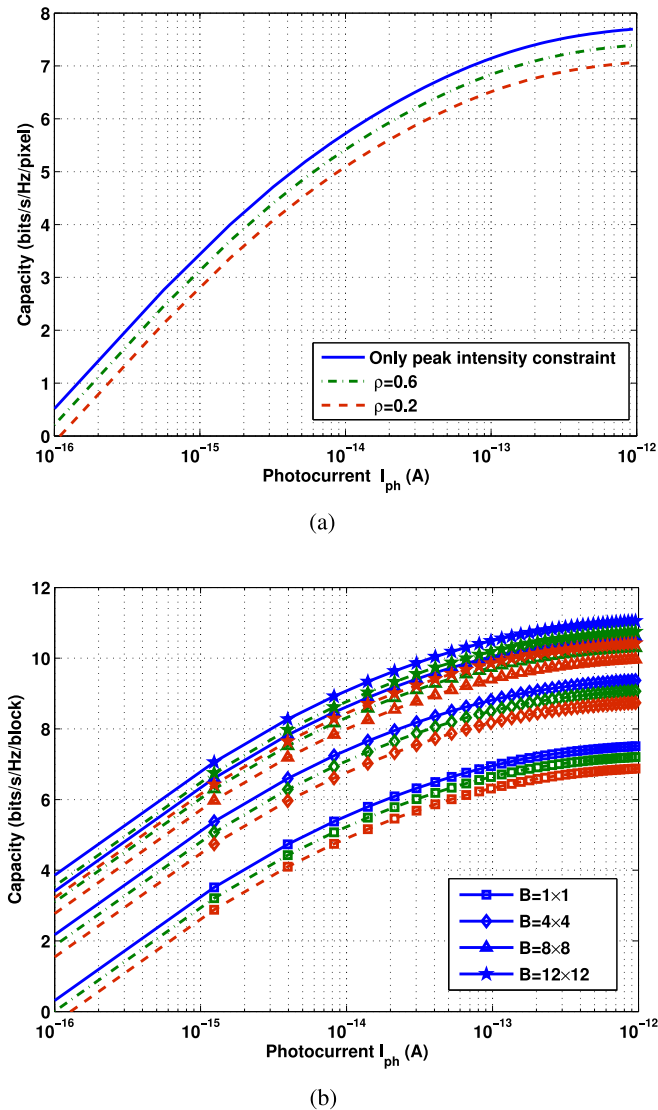 8
7
6
5
4
3
2
1
0
Capacity (bits/s/Hz/pixel)
Only peak intensity constraint
ρ=0.6
ρ=0.2
10⁻¹⁶ 10⁻¹⁵ 10⁻¹⁴ 10⁻¹³ 10⁻¹²
Photocurrent I_ph (A)
(a)
12
10
8
6
4
2
0
Capacity (bits/s/Hz/block)
B=1×1
B=4×4
B=8×8
B=12×12
10⁻¹⁶ 10⁻¹⁵ 10⁻¹⁴ 10⁻¹³ 10⁻¹²
Photocurrent I_ph (A)
(b)